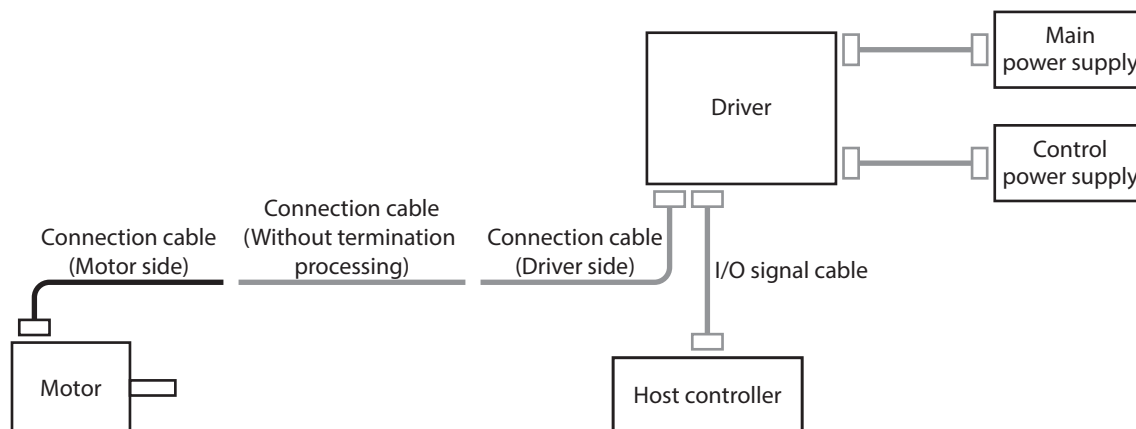 Main
power supply
Driver
Control
power supply
Connection cable
(Motor side)
Connection cable
(Without termination
processing)
Connection cable
(Driver side)
I/O signal cable
Motor
Host controller